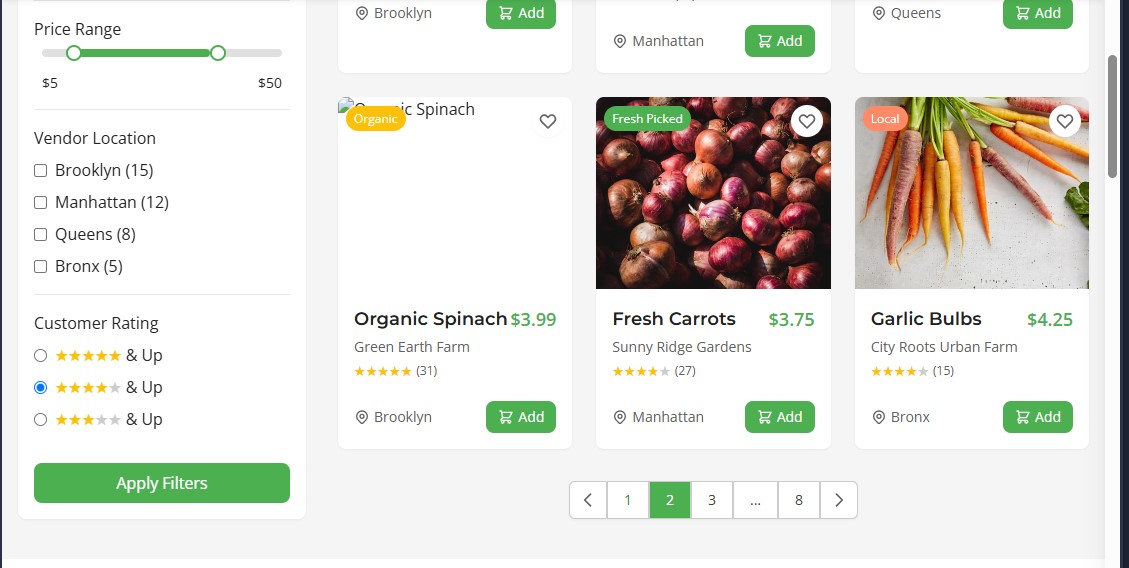 Price Range
$5 $50
Vendor Location
Brooklyn (15)
Manhattan (12)
Queens (8)
Bronx (5)
Customer Rating
★★★★★ & Up
★★★★★ & Up
★★★★★ & Up
Apply Filters
Brooklyn Add
Manhattan Add
Queens Add
Organic Spinach
Organic
Organic Spinach $3.99
Green Earth Farm
★★★★★ (31)
Brooklyn Add
Fresh Picked
Fresh Carrots $3.75
Sunny Ridge Gardens
★★★★★ (27)
Manhattan Add
Local
Garlic Bulbs $4.25
City Roots Urban Farm
★★★★★ (15)
Bronx Add
1 2 3 ... 8